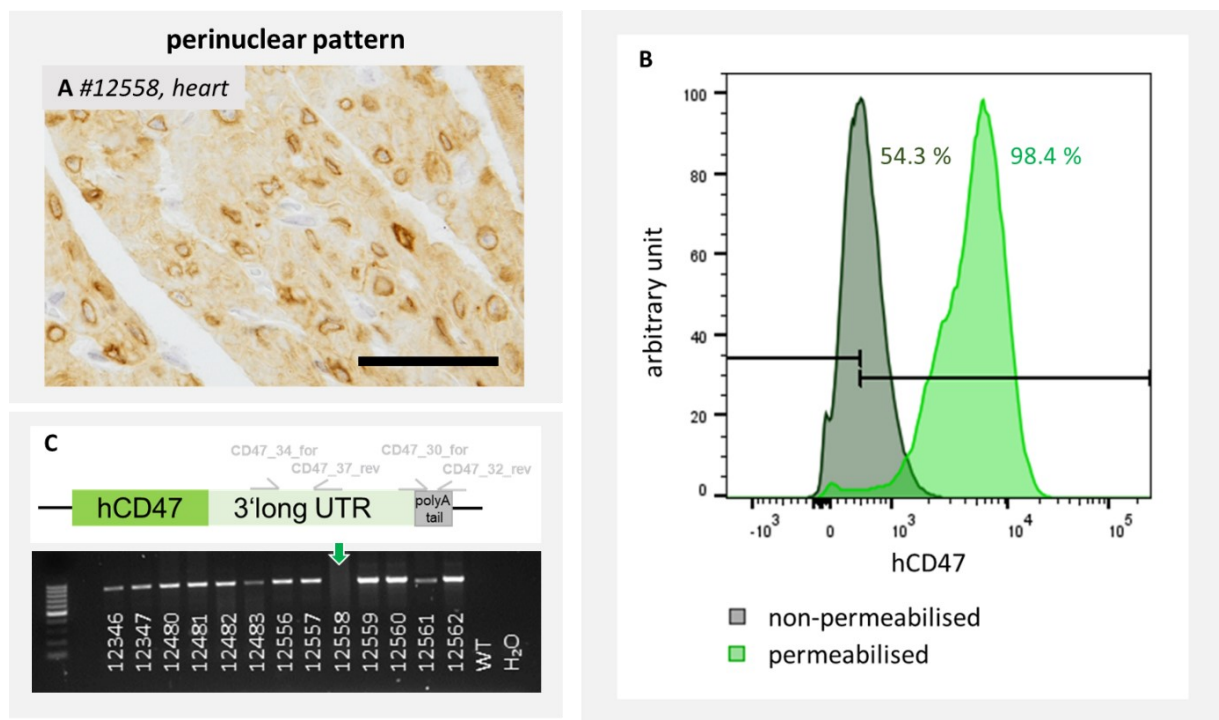 perinuclear pattern
A #12558, heart
B
54.3 %
98.4 %
100
80
60
40
20
0
arbitrary unit
-10³ 0 10³ 10⁴ 10⁵
hCD47
non-permeabilised
permeabilised
C
CD47_34_for
CD47_37_rev
CD47_30_for
CD47_32_rev
hCD47
3'long UTR
polyA
tail
12346
12347
12480
12481
12482
12483
12556
12557
12558
12559
12560
12561
12562
WT
H₂O